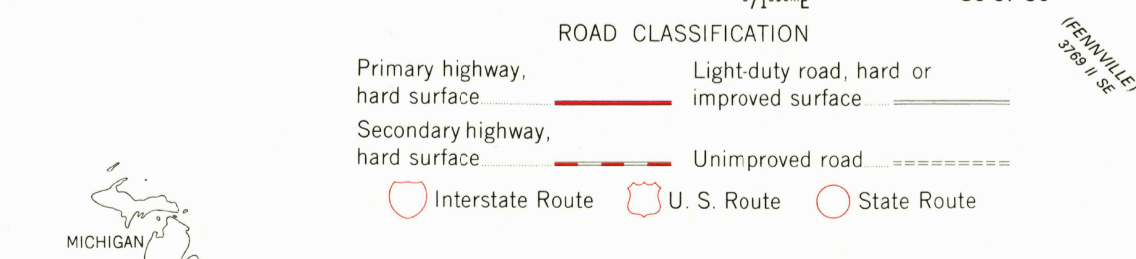 ROAD CLASSIFICATION
(FENNVILLE)
3769 II SE
Primary highway,
hard surface
Light-duty road, hard or
improved surface
Secondary highway,
hard surface
Unimproved road
Interstate Route
U. S. Route
State Route
MICHIGAN